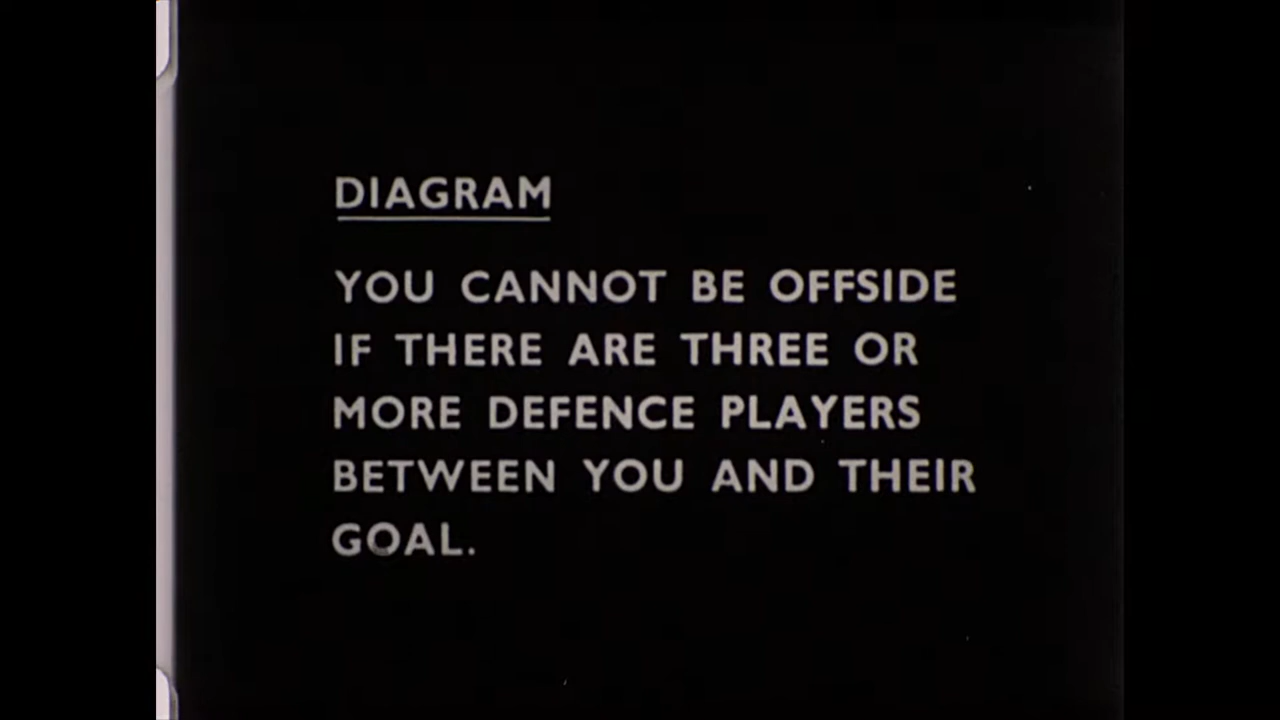 DIAGRAM
YOU CANNOT BE OFFSIDE
IF THERE ARE THREE OR
MORE DEFENCE PLAYERS
BETWEEN YOU AND THEIR
GOAL.